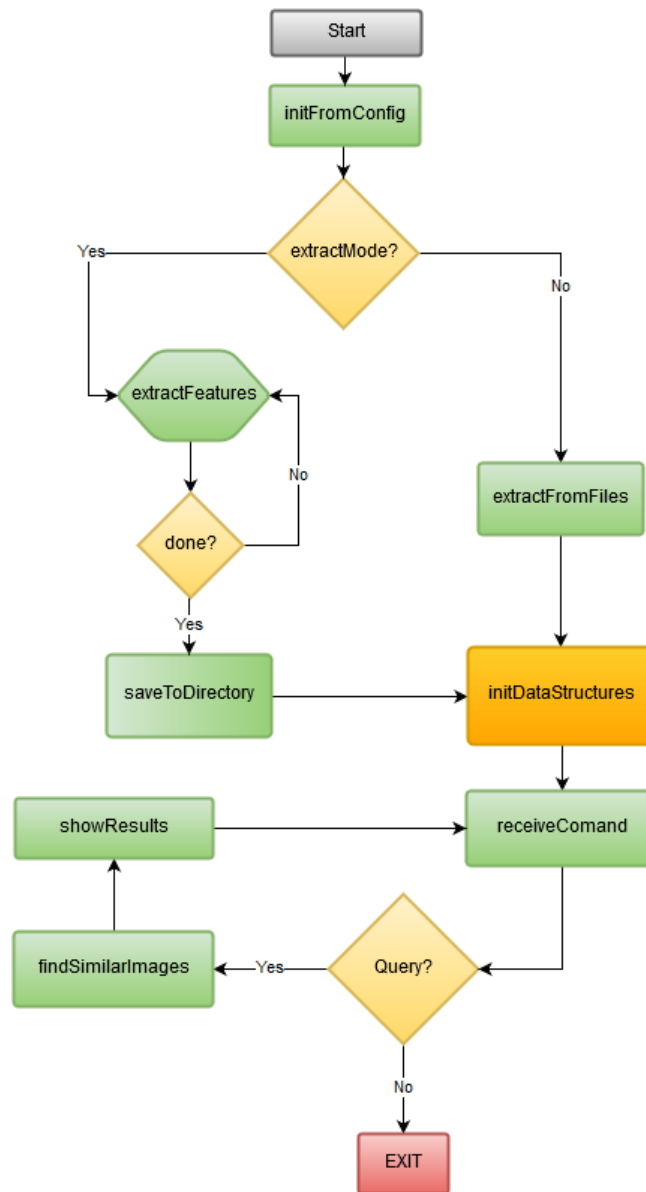 Start
initFromConfig
extractMode?
Yes
No
extractFeatures
No
extractFromFiles
done?
Yes
saveToDirectory
initDataStructures
showResults
receiveComand
findSimilarImages
Yes
Query?
No
EXIT